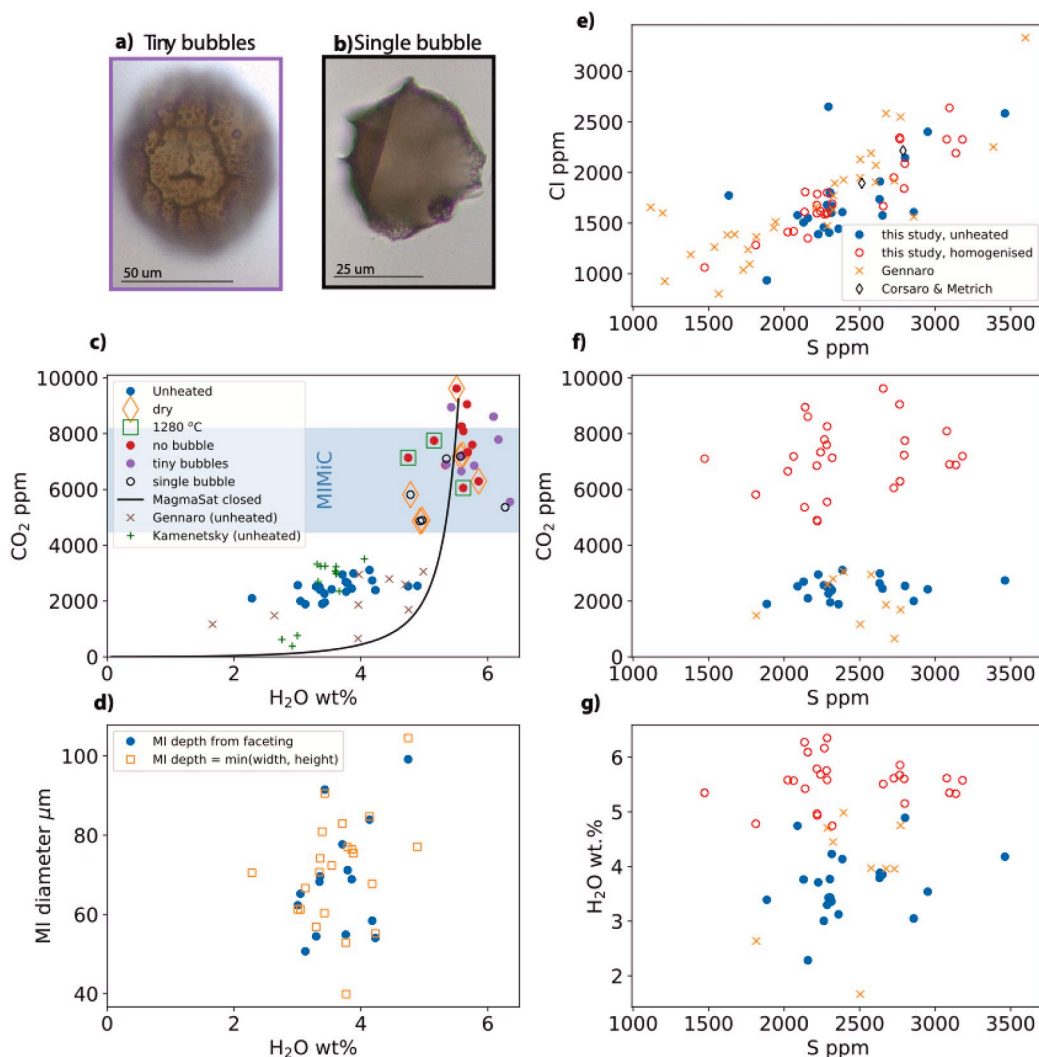 a) Tiny bubbles
50 um
b) Single bubble
25 um
c)
CO₂ ppm
10000
8000
6000
4000
2000
0
Unheated
dry
1280 °C
no bubble
tiny bubbles
single bubble
MagmaSat closed
Gennaro (unheated)
Kamenetsky (unheated)
MIMiC
0 2 4 6
H₂O wt%
d)
MI diameter μm
100
80
60
40
MI depth from faceting
MI depth = min(width, height)
0 2 4 6
H₂O wt%
e)
Cl ppm
3000
2500
2000
1500
1000
this study, unheated
this study, homogenised
Gennaro
Corsaro & Metrich
1000 1500 2000 2500 3000 3500
S ppm
f)
CO₂ ppm
10000
8000
6000
4000
2000
0
1000 1500 2000 2500 3000 3500
S ppm
g)
H₂O wt.%
6
5
4
3
2
1000 1500 2000 2500 3000 3500
S ppm